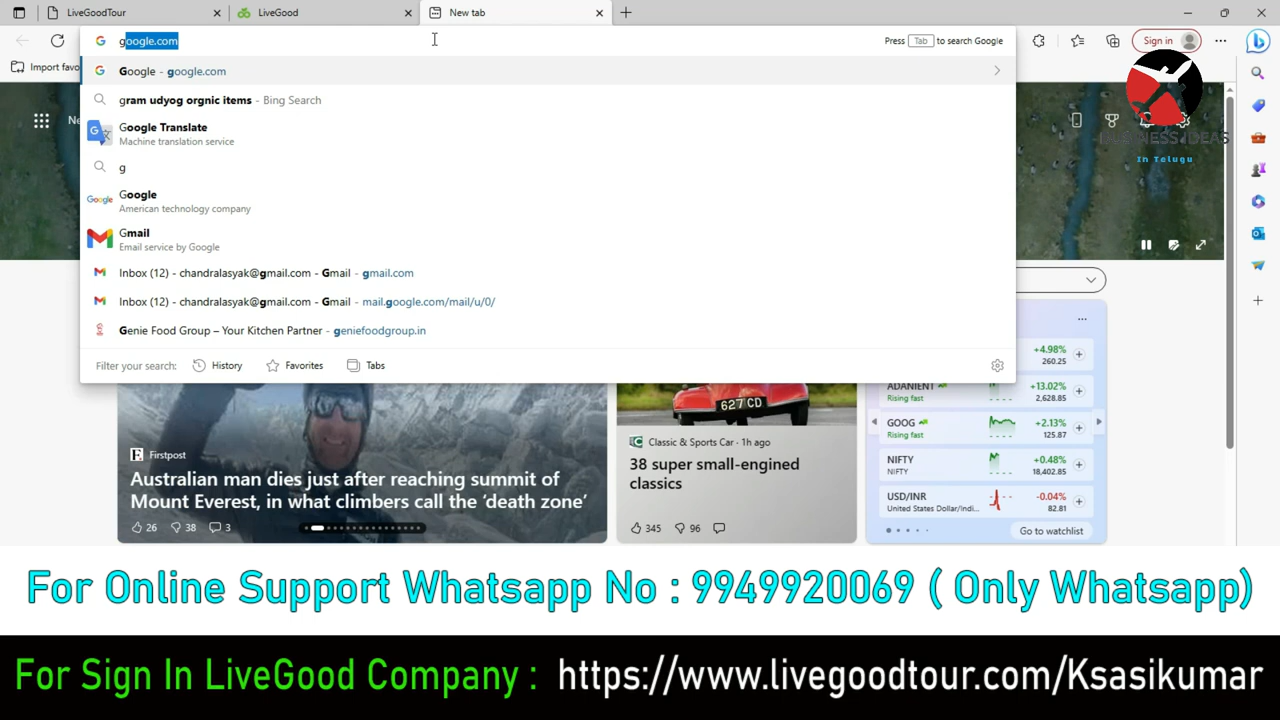 LiveGoodTour
LiveGood
New tab
google.com
Press Tab to search Google
Sign in
Import favo
Google - google.com
gram udyog orgnic items - Bing Search
Google Translate
Machine translation service
g
Google
American technology company
Gmail
Email service by Google
Inbox (12) - chandralasyak@gmail.com - Gmail - gmail.com
Inbox (12) - chandralasyak@gmail.com - Gmail - mail.google.com/mail/u/0/
Genie Food Group – Your Kitchen Partner - geniefoodgroup.in
Filter your search:
History
Favorites
Tabs
In Telugu
627 CD
Firstpost
Australian man dies just after reaching summit of
Mount Everest, in what climbers call the ‘death zone’
26
38
3
Classic & Sports Car · 1h ago
38 super small-engined
classics
345
96
+4.98%
260.25
ADANIENT
Rising fast
+13.02%
2,628.85
GOOG
Rising fast
+2.13%
125.87
NIFTY
NIFTY
+0.48%
18,402.85
USD/INR
United States Dollar/Indi...
-0.04%
82.81
Go to watchlist
For Online Support Whatsapp No : 9949920069 ( Only Whatsapp)
For Sign In LiveGood Company : https://www.livegoodtour.com/Ksasikumar